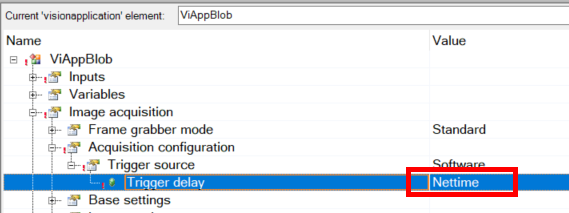 Current 'visionapplication' element: ViAppBlob
Name Value
ViAppBlob
Inputs
Variables
Image acquisition
Frame grabber mode Standard
Acquisition configuration
Trigger source Software
Trigger delay Nettime
Base settings